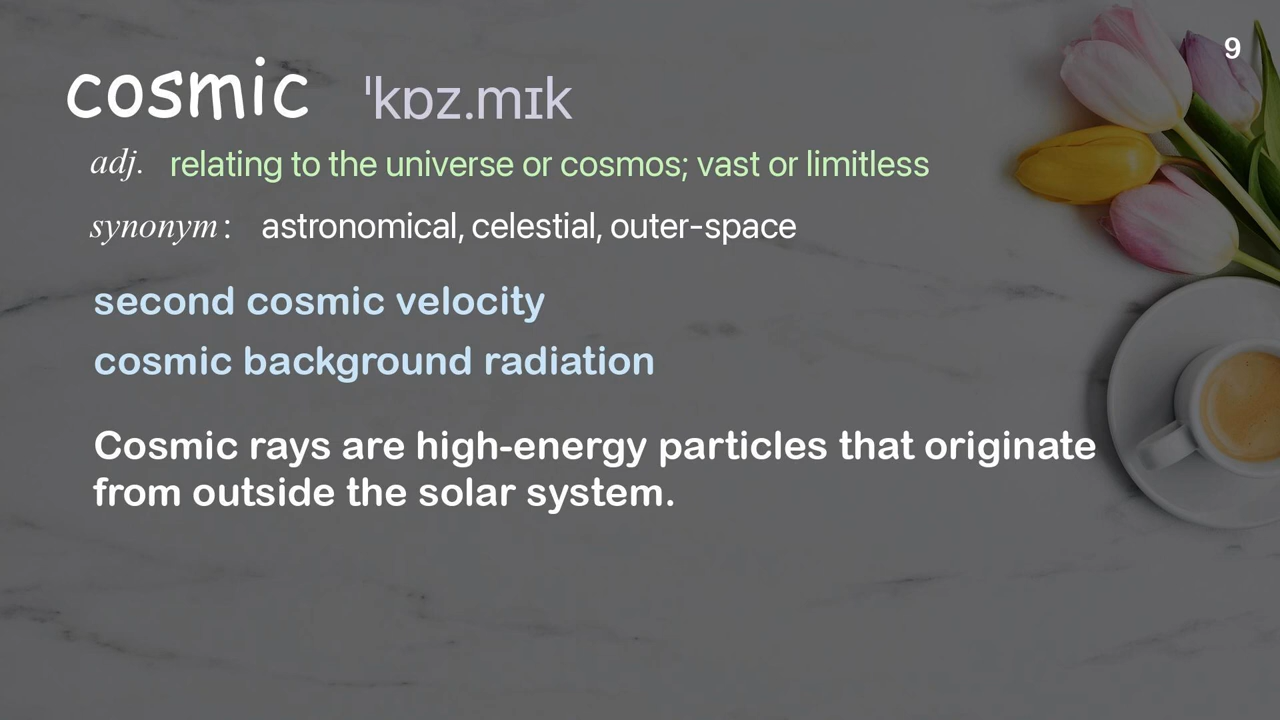 9
cosmic ˈkɒz.mɪk
adj. relating to the universe or cosmos; vast or limitless
synonym: astronomical, celestial, outer-space
second cosmic velocity
cosmic background radiation
Cosmic rays are high-energy particles that originate
from outside the solar system.